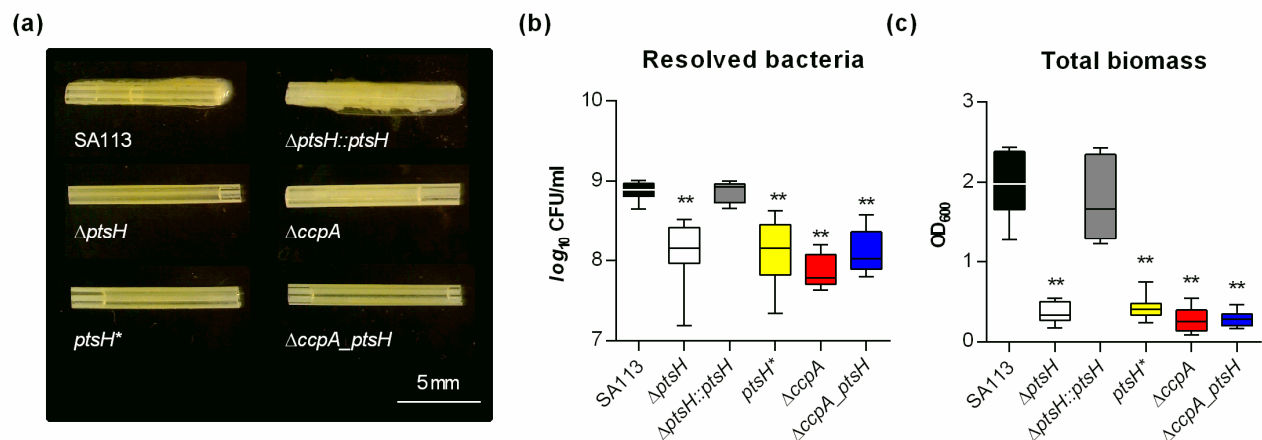 (a)
SA113
ΔptsH::ptsH
ΔptsH
ΔccpA
ptsH*
ΔccpA_ptsH
5 mm
(b)
Resolved bacteria
log10 CFU/ml
10
9
8
7
**
**
**
**
SA113
ΔptsH
ΔptsH::ptsH
ptsH*
ΔccpA
ΔccpA_ptsH
(c)
Total biomass
OD600
3
2
1
0
**
**
**
**
SA113
ΔptsH
ΔptsH::ptsH
ptsH*
ΔccpA
ΔccpA_ptsH